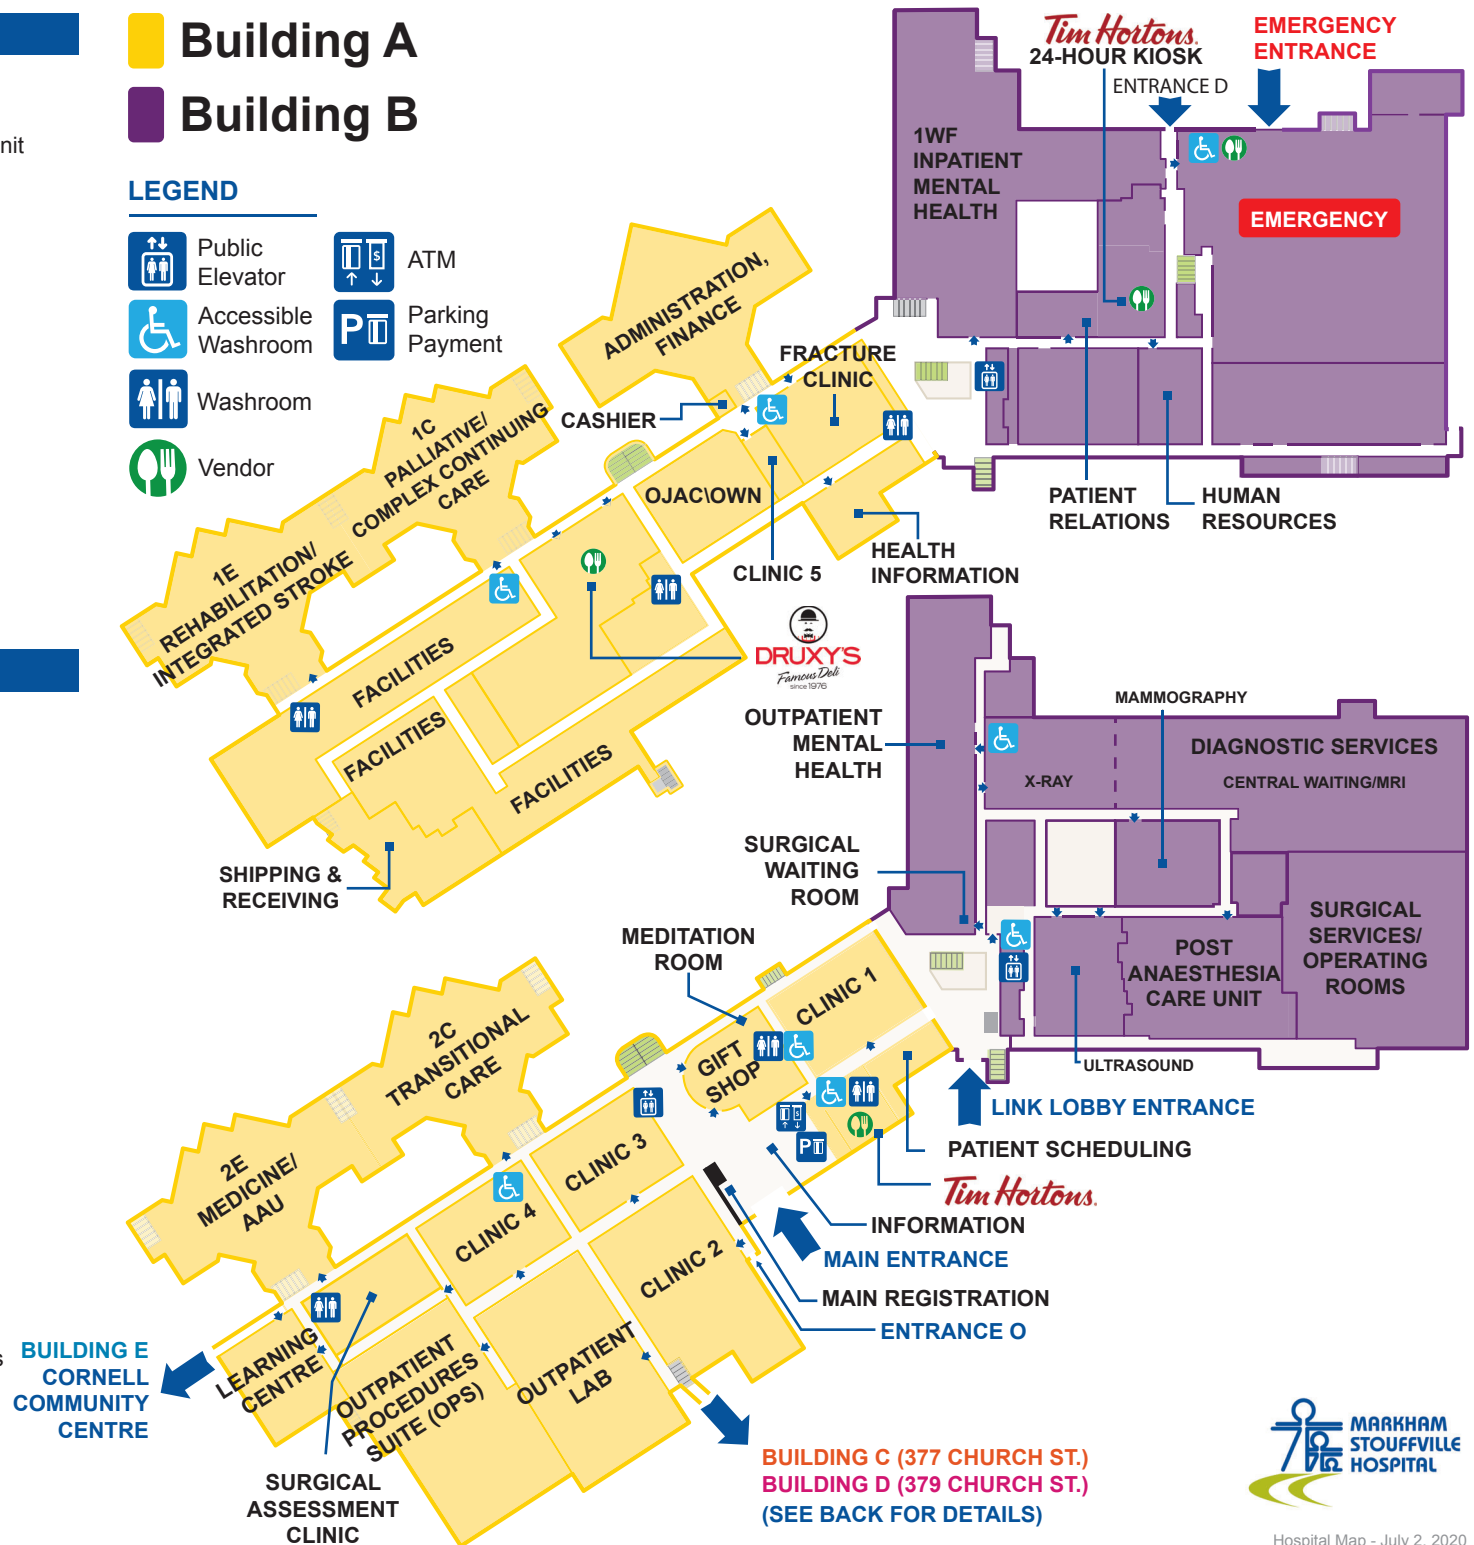 Building A
Building B
nit
LEGEND
Public
Elevator
ATM
Accessible
Washroom
Parking
Payment
Washroom
Vendor
Tim Hortons.
24-HOUR KIOSK
EMERGENCY
ENTRANCE
ENTRANCE D
1WF
INPATIENT
MENTAL
HEALTH
EMERGENCY
ADMINISTRATION,
FINANCE
FRACTURE
CLINIC
CASHIER
1C
PALLIATIVE/
COMPLEX CONTINUING
CARE
OJAC\OWN
CLINIC 5
HEALTH
INFORMATION
PATIENT
RELATIONS
HUMAN
RESOURCES
1E
REHABILITATION/
INTEGRATED STROKE
FACILITIES
FACILITIES
FACILITIES
DRUXY'S
Famous Deli
since 1976
SHIPPING &
RECEIVING
OUTPATIENT
MENTAL
HEALTH
MAMMOGRAPHY
DIAGNOSTIC SERVICES
X-RAY
CENTRAL WAITING/MRI
SURGICAL
WAITING
ROOM
SURGICAL
SERVICES/
OPERATING
ROOMS
POST
ANAESTHESIA
CARE UNIT
ULTRASOUND
MEDITATION
ROOM
CLINIC 1
GIFT
SHOP
2C
TRANSITIONAL
CARE
LINK LOBBY ENTRANCE
PATIENT SCHEDULING
Tim Hortons.
INFORMATION
MAIN ENTRANCE
MAIN REGISTRATION
ENTRANCE O
2E
MEDICINE/
AAU
CLINIC 3
CLINIC 4
CLINIC 2
s
BUILDING E
CORNELL
COMMUNITY
CENTRE
LEARNING
CENTRE
OUTPATIENT
PROCEDURES
SUITE (OPS)
OUTPATIENT
LAB
SURGICAL
ASSESSMENT
CLINIC
BUILDING C (377 CHURCH ST.)
BUILDING D (379 CHURCH ST.)
(SEE BACK FOR DETAILS)
MARKHAM
STOUFFVILLE
HOSPITAL
Hospital Map - July 2, 2020